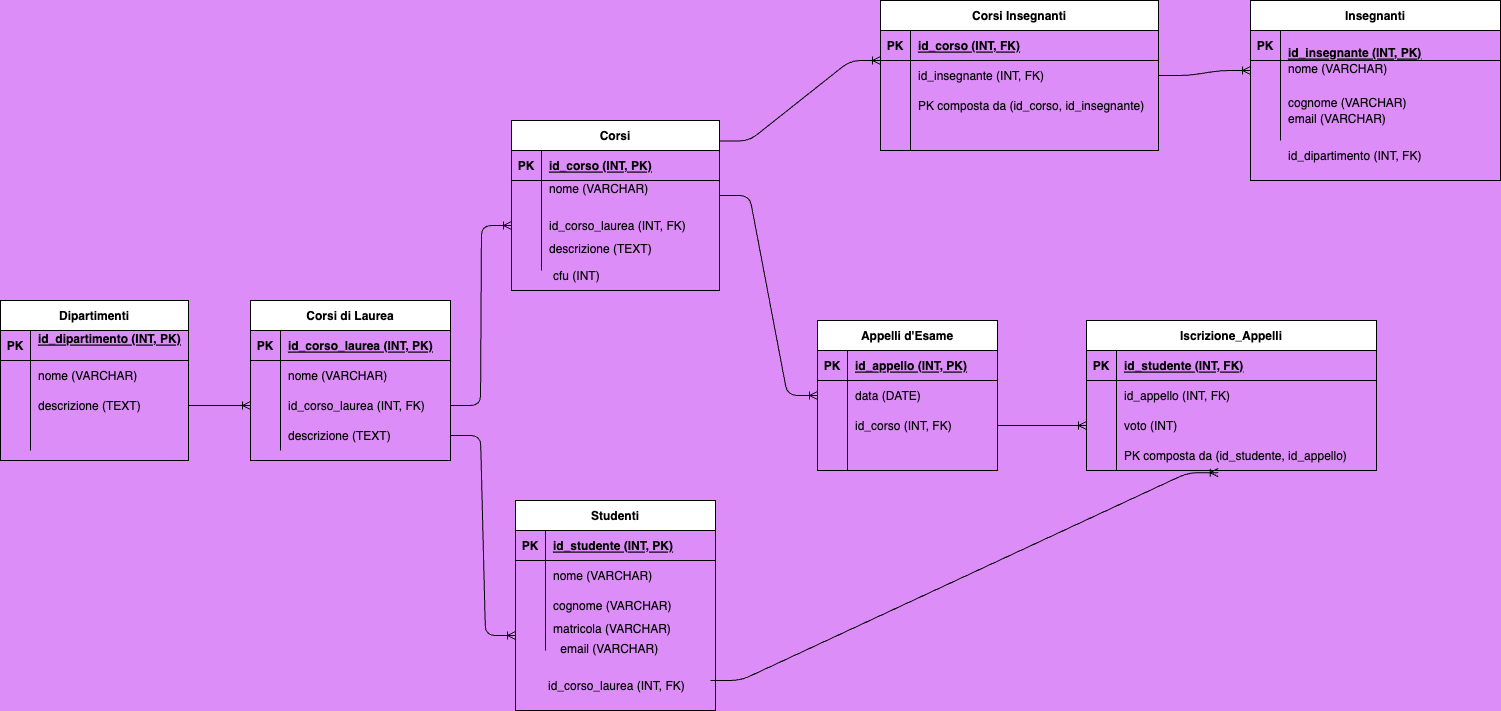 Corsi Insegnanti
PK id_corso (INT, FK)
id_insegnante (INT, FK)
PK composta da (id_corso, id_insegnante)
Insegnanti
PK id_insegnante (INT, PK)
nome (VARCHAR)
cognome (VARCHAR)
email (VARCHAR)
id_dipartimento (INT, FK)
Corsi
PK id_corso (INT, PK)
nome (VARCHAR)
id_corso_laurea (INT, FK)
descrizione (TEXT)
cfu (INT)
Dipartimenti
PK id_dipartimento (INT, PK)
nome (VARCHAR)
descrizione (TEXT)
Corsi di Laurea
PK id_corso_laurea (INT, PK)
nome (VARCHAR)
id_corso_laurea (INT, FK)
descrizione (TEXT)
Appelli d'Esame
PK id_appello (INT, PK)
data (DATE)
id_corso (INT, FK)
Iscrizione_Appelli
PK id_studente (INT, FK)
id_appello (INT, FK)
voto (INT)
PK composta da (id_studente, id_appello)
Studenti
PK id_studente (INT, PK)
nome (VARCHAR)
cognome (VARCHAR)
matricola (VARCHAR)
email (VARCHAR)
id_corso_laurea (INT, FK)